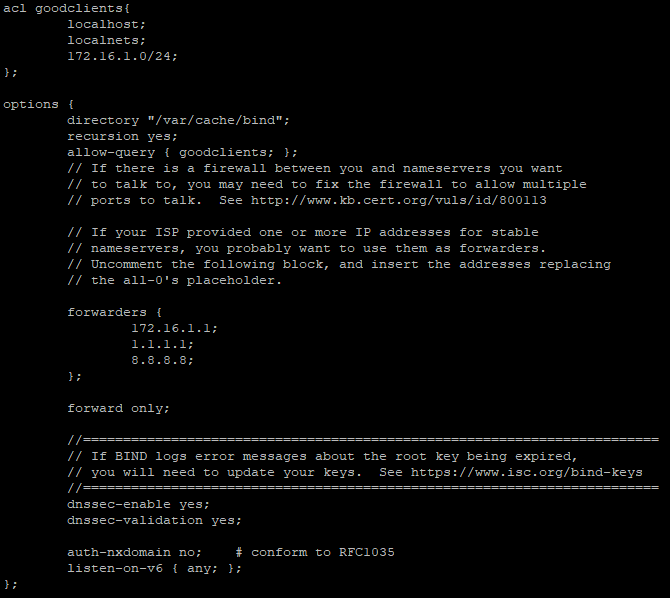 acl goodclients{
        localhost;
        localnets;
        172.16.1.0/24;
};

options {
        directory "/var/cache/bind";
        recursion yes;
        allow-query { goodclients; };
        // If there is a firewall between you and nameservers you want
        // to talk to, you may need to fix the firewall to allow multiple
        // ports to talk.  See http://www.kb.cert.org/vuls/id/800113

        // If your ISP provided one or more IP addresses for stable
        // nameservers, you probably want to use them as forwarders.
        // Uncomment the following block, and insert the addresses replacing
        // the all-0's placeholder.

        forwarders {
                172.16.1.1;
                1.1.1.1;
                8.8.8.8;
        };

        forward only;

        //========================================================================
        // If BIND logs error messages about the root key being expired,
        // you will need to update your keys.  See https://www.isc.org/bind-keys
        //========================================================================
        dnssec-enable yes;
        dnssec-validation yes;

        auth-nxdomain no;    # conform to RFC1035
        listen-on-v6 { any; };
};